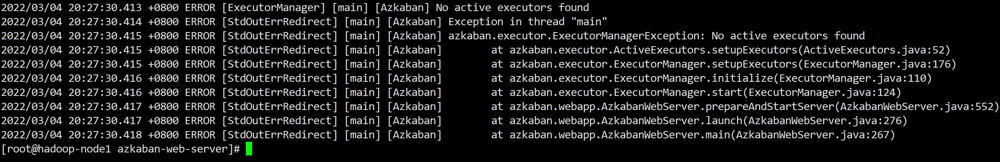 2022/03/04 20:27:30.413 +0800 ERROR [ExecutorManager] [main] [Azkaban] No active executors found
2022/03/04 20:27:30.414 +0800 ERROR [StdOutErrRedirect] [main] [Azkaban] Exception in thread "main"
2022/03/04 20:27:30.415 +0800 ERROR [StdOutErrRedirect] [main] [Azkaban] azkaban.executor.ExecutorManagerException: No active executors found
2022/03/04 20:27:30.415 +0800 ERROR [StdOutErrRedirect] [main] [Azkaban]        at azkaban.executor.ActiveExecutors.setupExecutors(ActiveExecutors.java:52)
2022/03/04 20:27:30.415 +0800 ERROR [StdOutErrRedirect] [main] [Azkaban]        at azkaban.executor.ExecutorManager.setupExecutors(ExecutorManager.java:176)
2022/03/04 20:27:30.416 +0800 ERROR [StdOutErrRedirect] [main] [Azkaban]        at azkaban.executor.ExecutorManager.initialize(ExecutorManager.java:110)
2022/03/04 20:27:30.416 +0800 ERROR [StdOutErrRedirect] [main] [Azkaban]        at azkaban.executor.ExecutorManager.start(ExecutorManager.java:124)
2022/03/04 20:27:30.417 +0800 ERROR [StdOutErrRedirect] [main] [Azkaban]        at azkaban.webapp.AzkabanWebServer.prepareAndStartServer(AzkabanWebServer.java:552)
2022/03/04 20:27:30.417 +0800 ERROR [StdOutErrRedirect] [main] [Azkaban]        at azkaban.webapp.AzkabanWebServer.launch(AzkabanWebServer.java:276)
2022/03/04 20:27:30.418 +0800 ERROR [StdOutErrRedirect] [main] [Azkaban]        at azkaban.webapp.AzkabanWebServer.main(AzkabanWebServer.java:267)
[root@hadoop-node1 azkaban-web-server]#